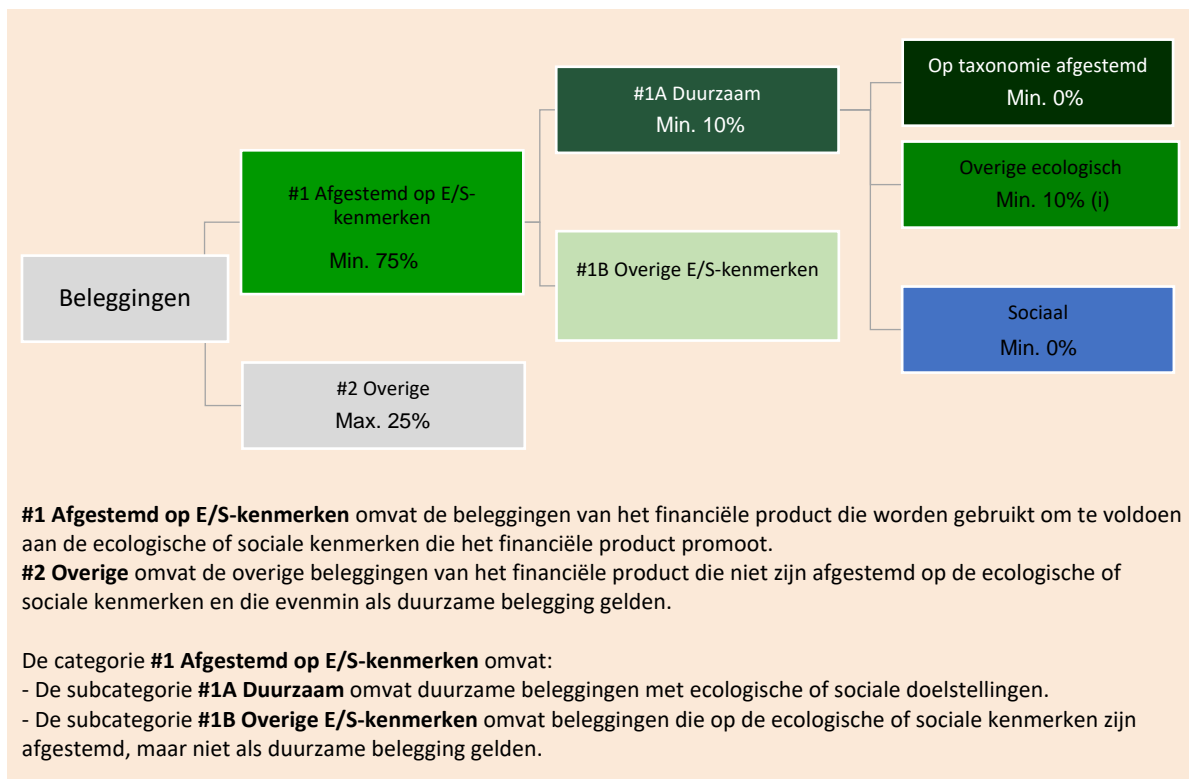 Beleggingen
#1 Afgestemd op E/S-
kenmerken
Min. 75%
#2 Overige
Max. 25%
#1A Duurzaam
Min. 10%
#1B Overige E/S-kenmerken
Op taxonomie afgestemd
Min. 0%
Overige ecologisch
Min. 10% (i)
Sociaal
Min. 0%
#1 Afgestemd op E/S-kenmerken omvat de beleggingen van het financiële product die worden gebruikt om te voldoen
aan de ecologische of sociale kenmerken die het financiële product promoot.
#2 Overige omvat de overige beleggingen van het financiële product die niet zijn afgestemd op de ecologische of
sociale kenmerken en die evenmin als duurzame belegging gelden.
De categorie #1 Afgestemd op E/S-kenmerken omvat:
- De subcategorie #1A Duurzaam omvat duurzame beleggingen met ecologische of sociale doelstellingen.
- De subcategorie #1B Overige E/S-kenmerken omvat beleggingen die op de ecologische of sociale kenmerken zijn
afgestemd, maar niet als duurzame belegging gelden.